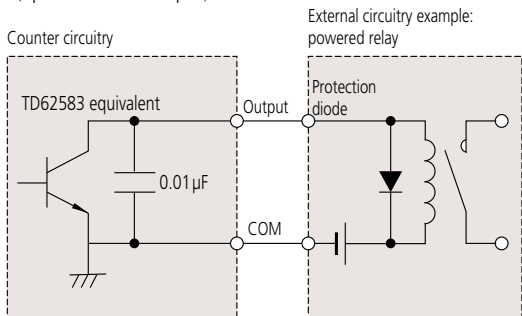 External circuitry example:
powered relay
Counter circuitry
TD62583 equivalent
0.01µF
Output
COM
Protection
diode